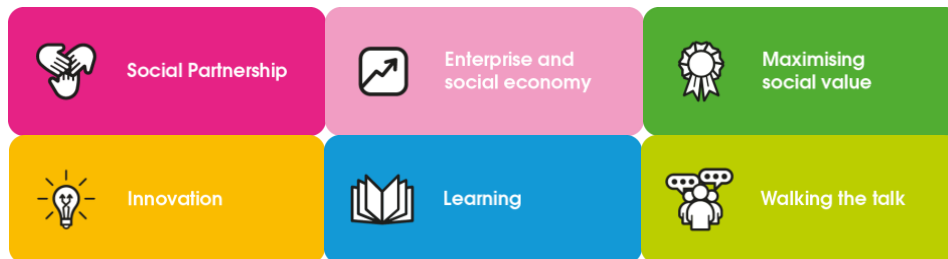 Social Partnership
Enterprise and
social economy
Maximising
social value
Innovation
Learning
Walking the talk